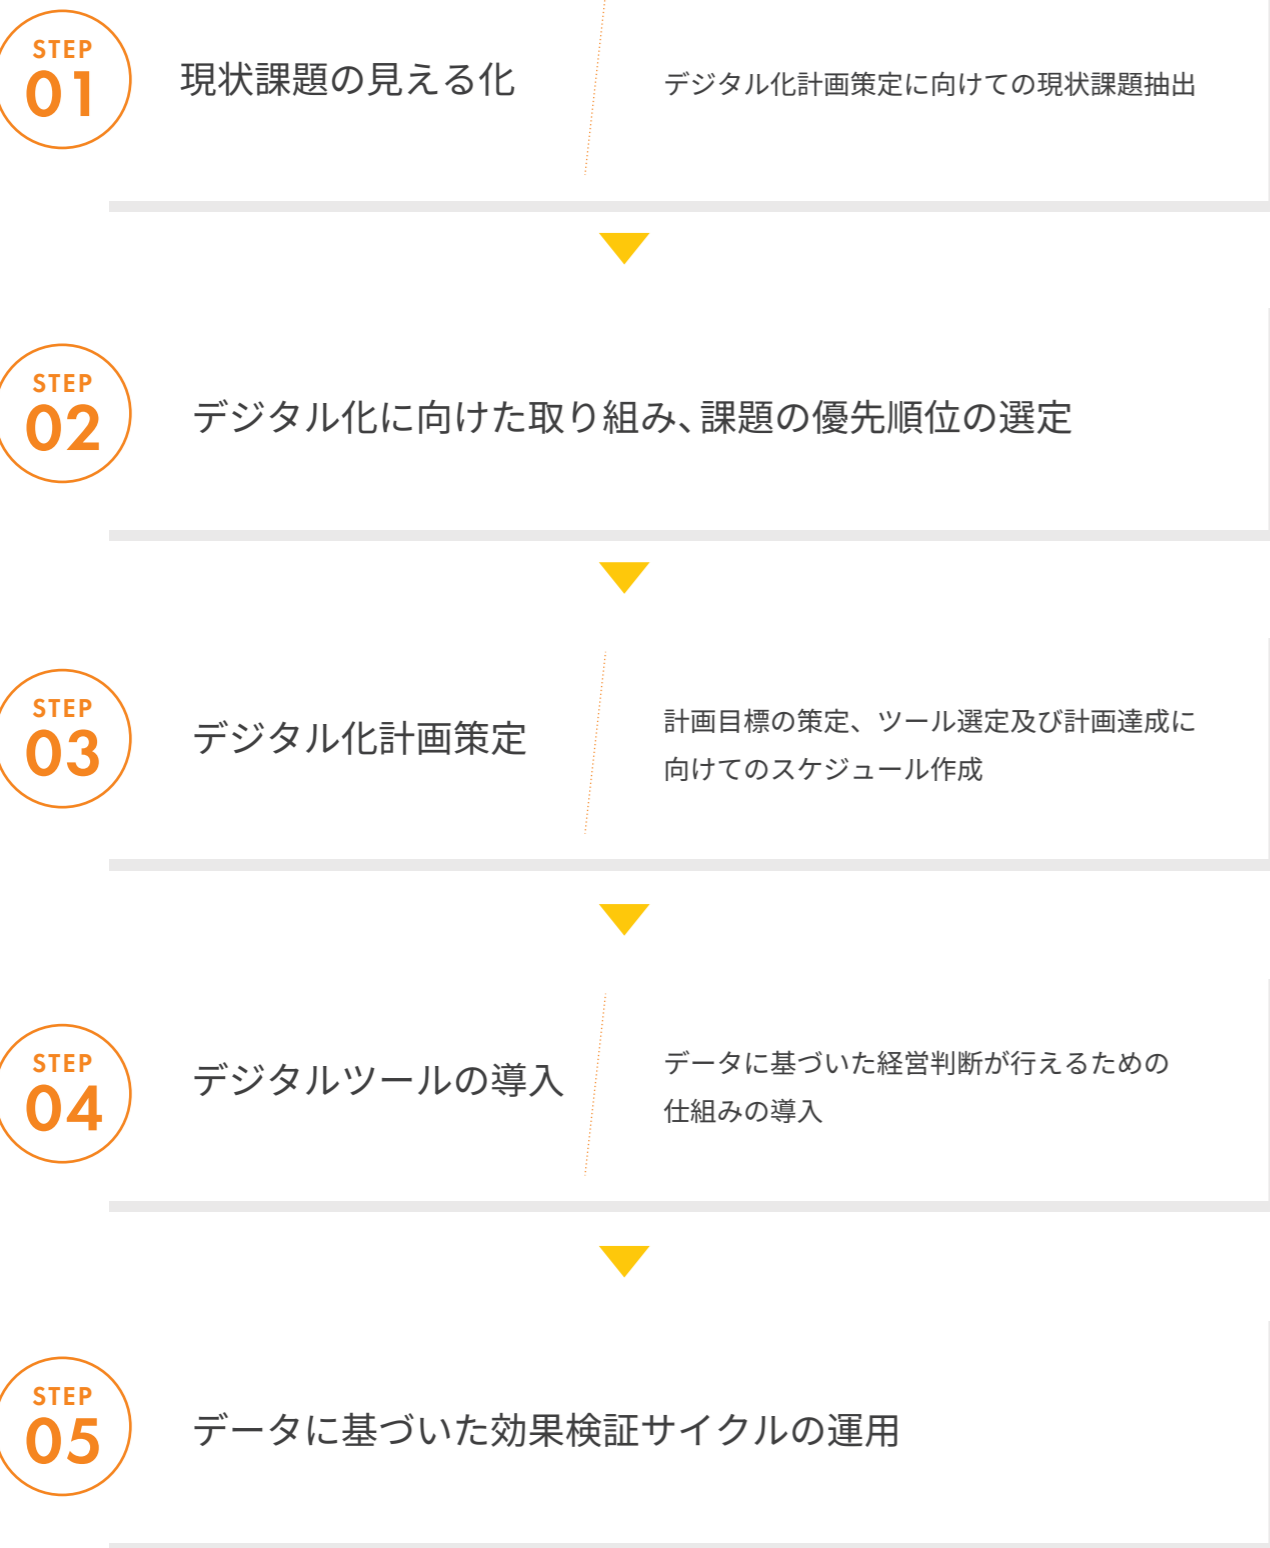 STEP
01
現状課題の見える化
デジタル化計画策定に向けての現状課題抽出
STEP
02
デジタル化に向けた取り組み、課題の優先順位の選定
STEP
03
デジタル化計画策定
計画目標の策定、ツール選定及び計画達成に
向けてのスケジュール作成
STEP
04
デジタルツールの導入
データに基づいた経営判断が行えるための
仕組みの導入
STEP
05
データに基づいた効果検証サイクルの運用